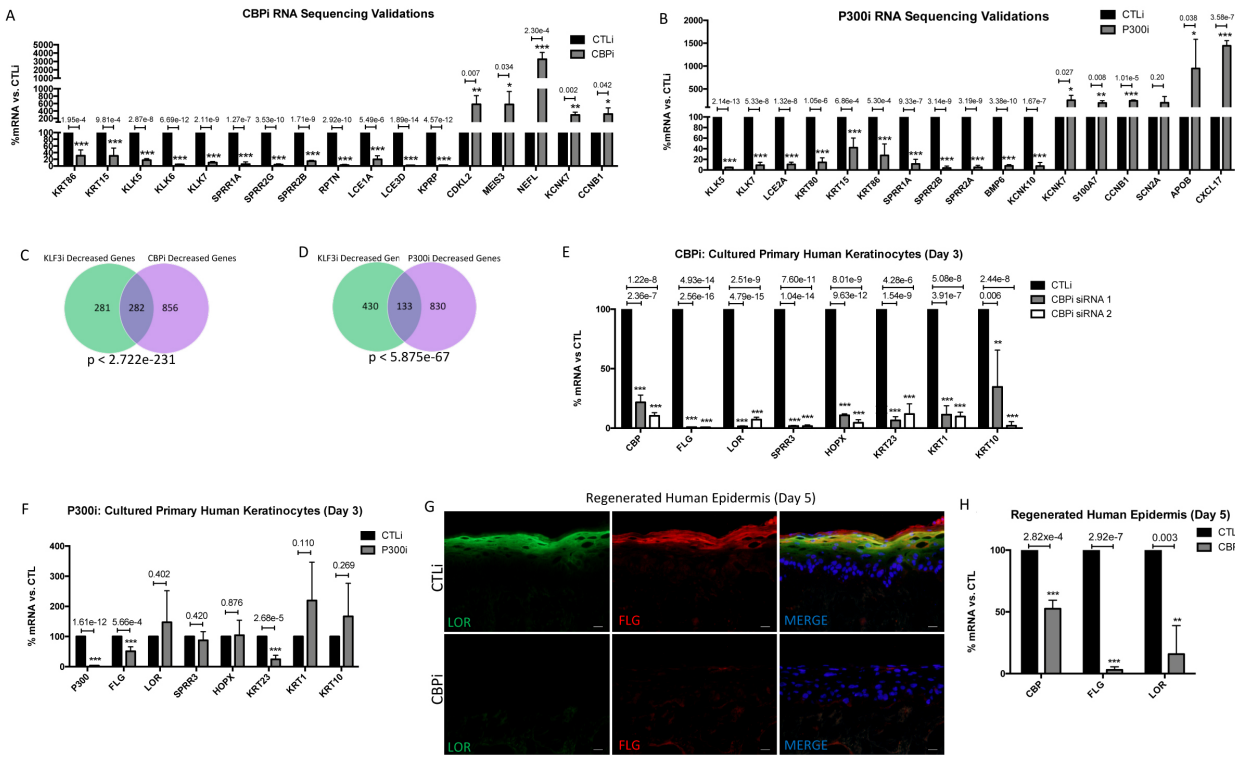 A
CBPi RNA Sequencing Validations
%mRNA vs. CTLi
5000
4000
3000
2000
1000
800
600
400
200
100
80
60
40
20
0
CTLi
CBPi
1.95e-4 9.81e-4 2.87e-8 6.69e-12 2.11e-9 1.27e-7 3.53e-10 1.71e-9 2.92e-10 5.49e-6 1.89e-14 4.57e-12 0.007 0.034 2.30e-4 0.002 0.042
*** *** *** *** *** *** *** *** *** *** *** *** ** * *** ** *
KRT86 KRT15 KLK5 KLK6 KLK7 SPRR1A SPRR2G SPRR2B RPTN LCE1A LCE3D KPRP CDKL2 MEIS3 NEFL KCNK7 CCNB1
B
P300i RNA Sequencing Validations
%mRNA vs. CTLi
2000
1500
1000
500
100
80
60
40
20
0
CTLi
P300i
2.14e-13 5.33e-8 1.32e-8 1.05e-6 6.86e-4 5.30e-4 9.33e-7 3.14e-9 3.19e-9 3.38e-10 1.67e-7 0.027 0.008 1.01e-5 0.20 0.038 3.58e-7
*** *** *** *** *** *** *** *** *** *** *** * ** *** * ***
KLK5 KLK7 LCE2A KRT80 KRT15 KRT86 SPRR1A SPRR2B SPRR2A BMP6 KCNK10 KCNK7 S100A7 CCNB1 SCN2A APOB CXCL17
C
KLF3i Decreased Genes CBPi Decreased Genes
281 282 856
p < 2.722e-231
D
KLF3i Decreased Gen P300i Decreased Genes
430 133 830
p < 5.875e-67
E
CBPi: Cultured Primary Human Keratinocytes (Day 3)
% mRNA vs CTL
100
50
0
1.22e-8 4.93e-14 2.51e-9 7.60e-11 8.01e-9 4.28e-6 5.08e-8 2.44e-8
2.36e-7 2.56e-16 4.79e-15 1.04e-14 9.63e-12 1.54e-9 3.91e-7 0.006
CTLi
CBPi siRNA 1
CBPi siRNA 2
*** *** *** *** *** *** *** *** *** *** *** *** *** *** ** ***
CBP FLG LOR SPRR3 HOPX KRT23 KRT1 KRT10
F
P300i: Cultured Primary Human Keratinocytes (Day 3)
% mRNA vs. CTL
400
300
200
100
0
CTLi
P300i
1.61e-12 5.66e-4 0.402 0.420 0.876 2.68e-5 0.110 0.269
*** *** ***
P300 FLG LOR SPRR3 HOPX KRT23 KRT1 KRT10
G
Regenerated Human Epidermis (Day 5)
CTLi
LOR FLG MERGE
CBPi
LOR FLG MERGE
H
Regenerated Human Epidermis (Day 5)
% mRNA vs. CTL
100
50
0
2.82xe-4 2.92e-7 0.003
CTL
CBP
*** *** **
CBP FLG LOR